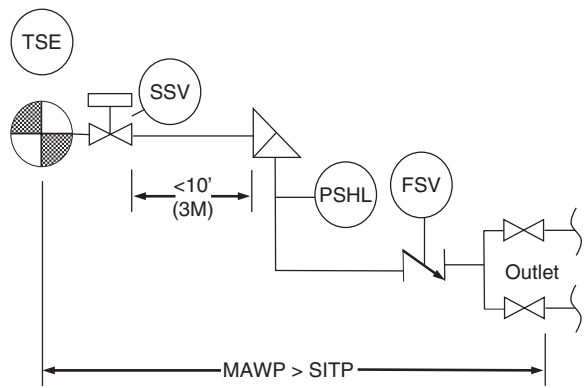 TSE
SSV
<10’
(3M)
PSHL
FSV
Outlet
MAWP > SITP